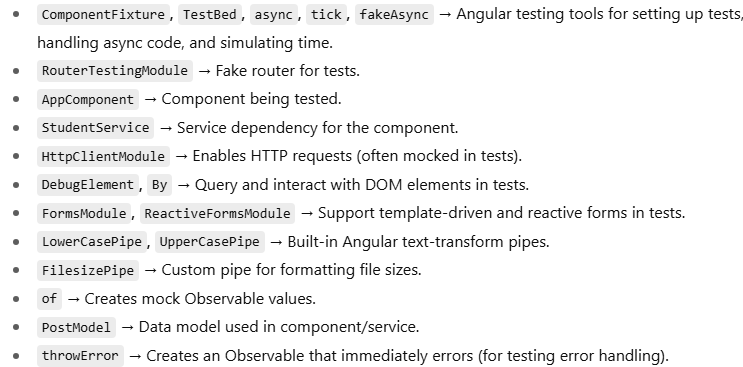 • ComponentFixture, TestBed, async, tick, fakeAsync → Angular testing tools for setting up tests,
handling async code, and simulating time.
• RouterTestingModule → Fake router for tests.
• AppComponent → Component being tested.
• StudentService → Service dependency for the component.
• HttpClientModule → Enables HTTP requests (often mocked in tests).
• DebugElement, By → Query and interact with DOM elements in tests.
• FormsModule, ReactiveFormsModule → Support template-driven and reactive forms in tests.
• LowerCasePipe, UpperCasePipe → Built-in Angular text-transform pipes.
• FilesizePipe → Custom pipe for formatting file sizes.
• of → Creates mock Observable values.
• PostModel → Data model used in component/service.
• throwError → Creates an Observable that immediately errors (for testing error handling).